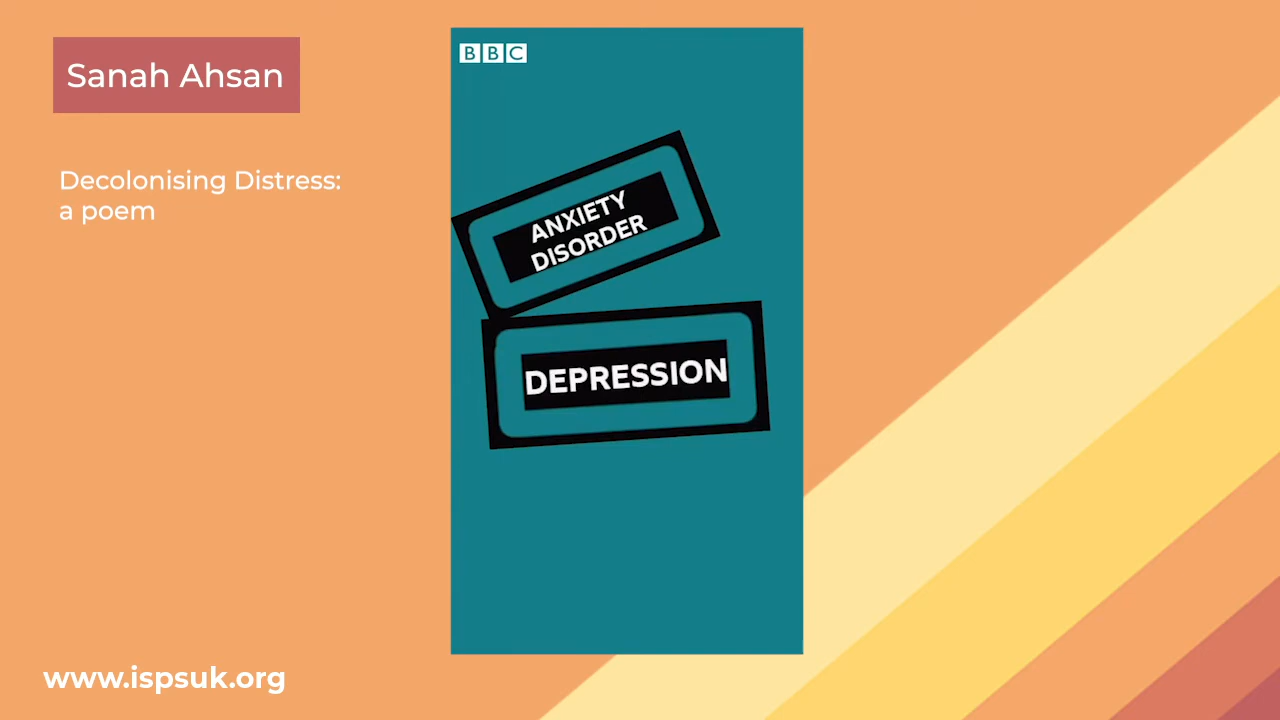 Sanah Ahsan
Decolonising Distress:
a poem
BBC
ANXIETY
DISORDER
DEPRESSION
www.ispsuk.org